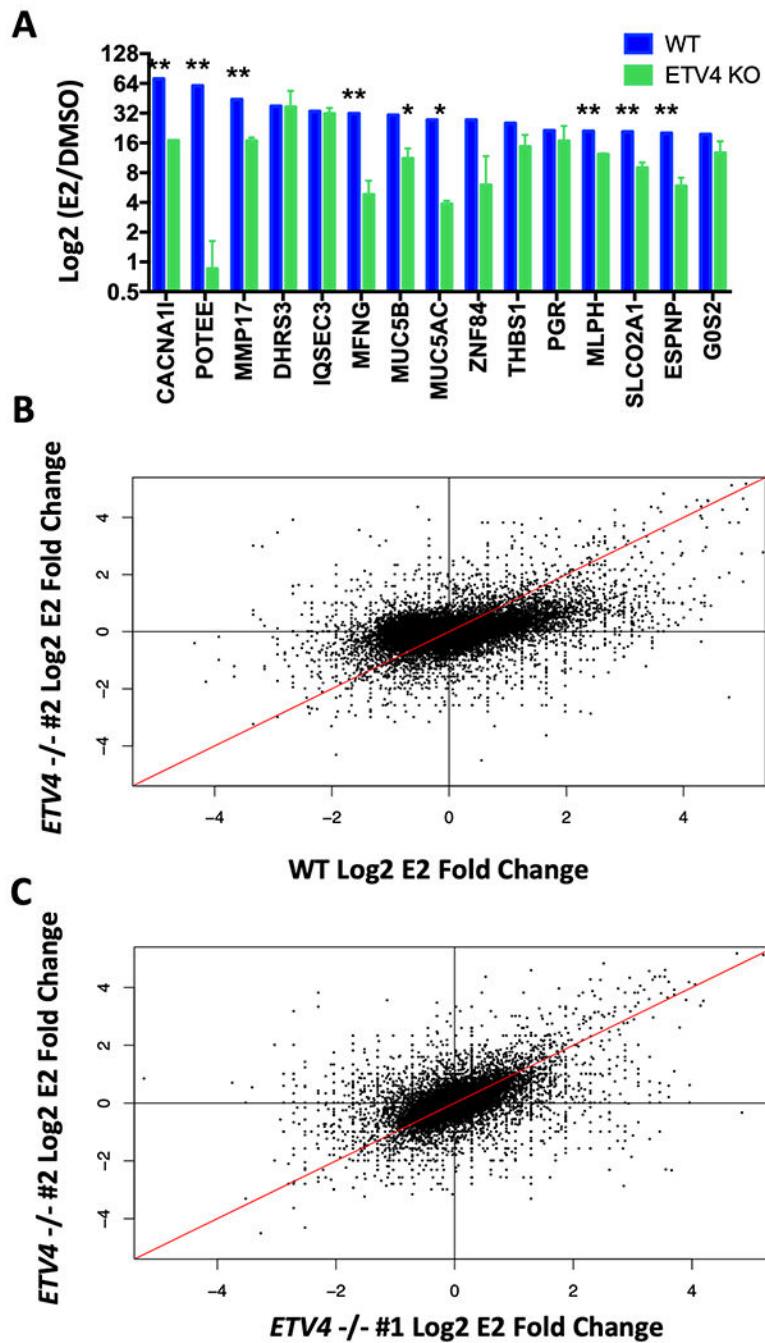 A
128
64
32
16
8
4
2
1
0.5
Log2 (E2/DMSO)
WT
ETV4 KO
** ** ** ** * * ** ** **
CACNA1I
POTEE
MMP17
DHRS3
IQSEC3
MFNG
MUC5B
MUC5AC
ZNF84
THBS1
PGR
MLPH
SLCO2A1
ESPNP
G0S2
B
ETV4 -/- #2 Log2 E2 Fold Change
4
2
0
−2
−4
−4 −2 0 2 4
WT Log2 E2 Fold Change
C
ETV4 -/- #2 Log2 E2 Fold Change
4
2
0
−2
−4
−4 −2 0 2 4
ETV4 -/- #1 Log2 E2 Fold Change